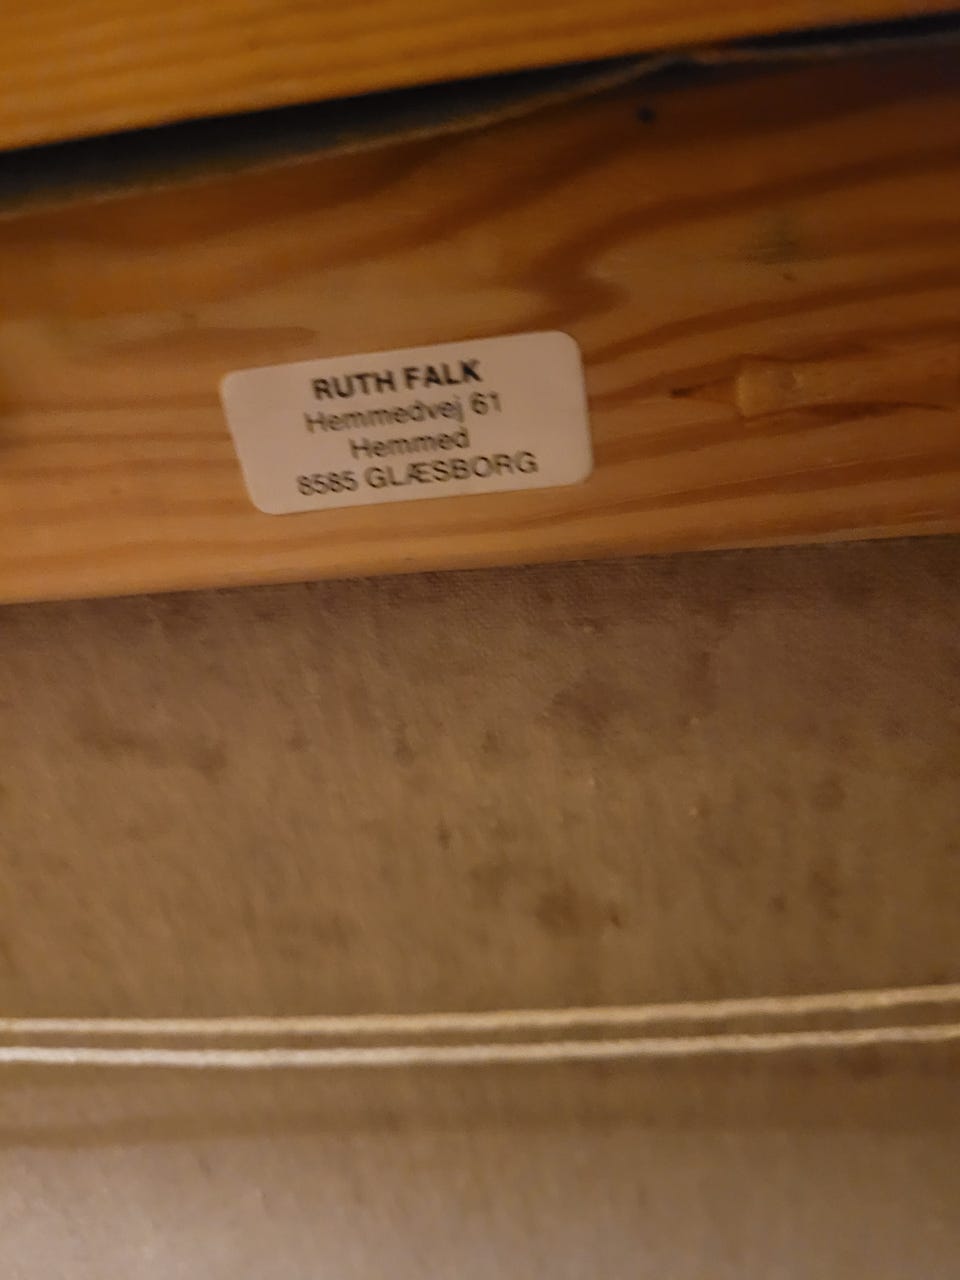 RUTH FALK
Hemmedvej 61
Hemmed
8585 GLÆSBORG